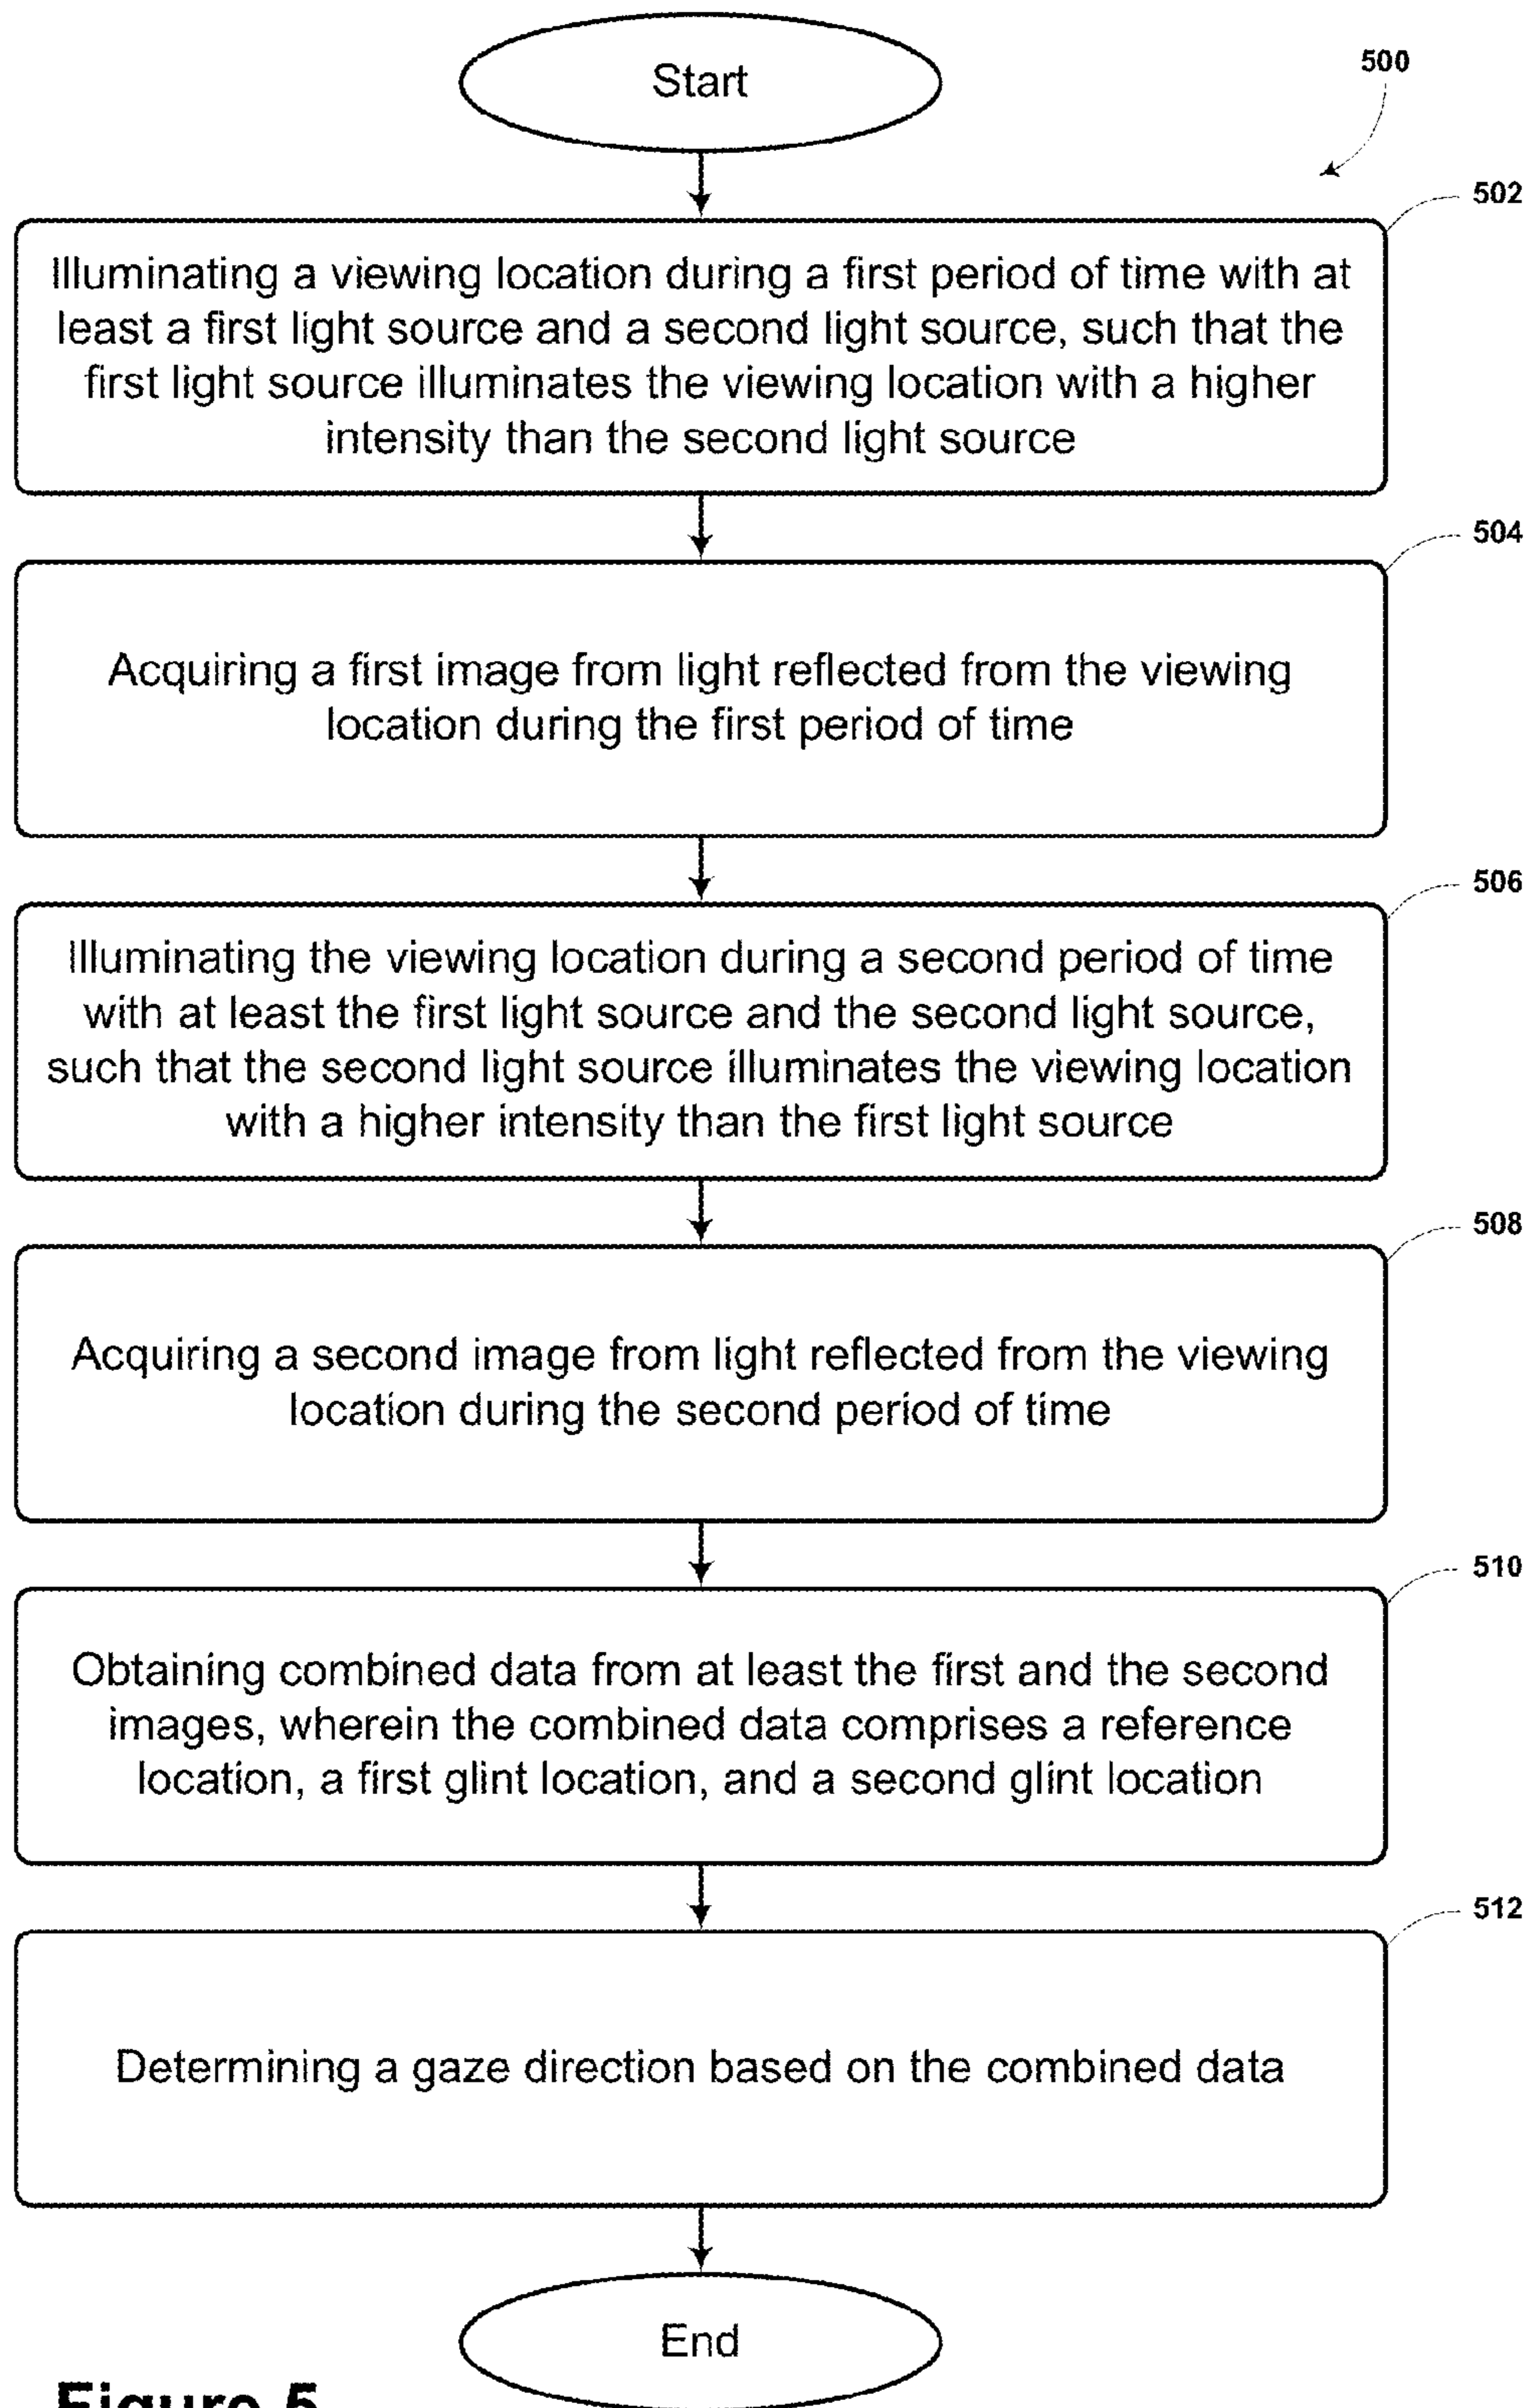 Start
500
502
Illuminating a viewing location during a first period of time with at
least a first light source and a second light source, such that the
first light source illuminates the viewing location with a higher
intensity than the second light source
504
Acquiring a first image from light reflected from the viewing
location during the first period of time
506
Illuminating the viewing location during a second period of time
with at least the first light source and the second light source,
such that the second light source illuminates the viewing location
with a higher intensity than the first light source
508
Acquiring a second image from light reflected from the viewing
location during the second period of time
510
Obtaining combined data from at least the first and the second
images, wherein the combined data comprises a reference
location, a first glint location, and a second glint location
512
Determining a gaze direction based on the combined data
End
Figure 5